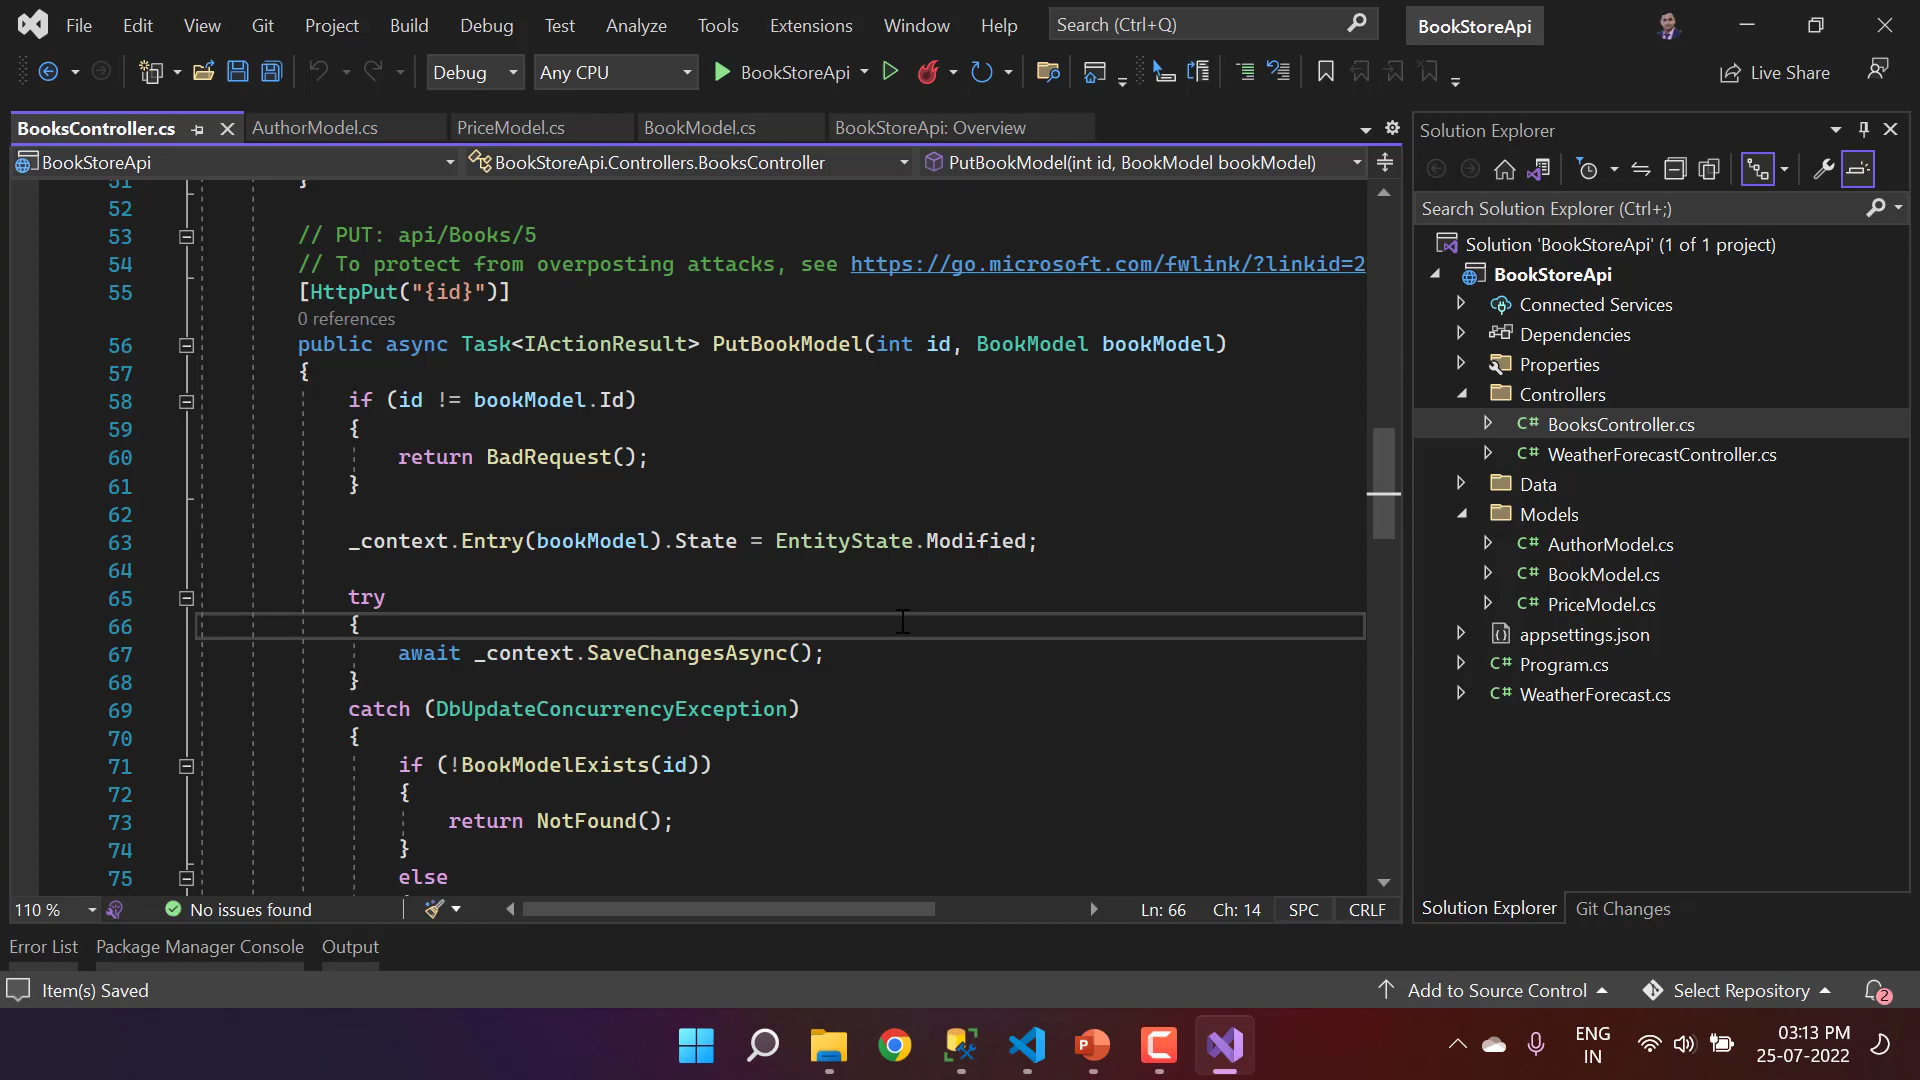 File Edit View Git Project Build Debug Test Analyze Tools Extensions Window Help Search (Ctrl+Q) BookStoreApi
Debug Any CPU BookStoreApi Live Share
BooksController.cs AuthorModel.cs PriceModel.cs BookModel.cs BookStoreApi: Overview
BookStoreApi BookStoreApi.Controllers.BooksController PutBookModel(int id, BookModel bookModel)
51 }
52
53 // PUT: api/Books/5
54 // To protect from overposting attacks, see https://go.microsoft.com/fwlink/?linkid=2
55 [HttpPut("{id}")]
0 references
56 public async Task<IActionResult> PutBookModel(int id, BookModel bookModel)
57 {
58 if (id != bookModel.Id)
59 {
60 return BadRequest();
61 }
62
63 _context.Entry(bookModel).State = EntityState.Modified;
64
65 try
66 {
67 await _context.SaveChangesAsync();
68 }
69 catch (DbUpdateConcurrencyException)
70 {
71 if (!BookModelExists(id))
72 {
73 return NotFound();
74 }
75 else
110 % No issues found Ln: 66 Ch: 14 SPC CRLF
Solution Explorer
Search Solution Explorer (Ctrl+;)
Solution 'BookStoreApi' (1 of 1 project)
BookStoreApi
Connected Services
Dependencies
Properties
Controllers
C# BooksController.cs
C# WeatherForecastController.cs
Data
Models
C# AuthorModel.cs
C# BookModel.cs
C# PriceModel.cs
appsettings.json
C# Program.cs
C# WeatherForecast.cs
Solution Explorer Git Changes
Error List Package Manager Console Output
Item(s) Saved Add to Source Control Select Repository 2
P C ENG 03:13 PM
IN 25-07-2022